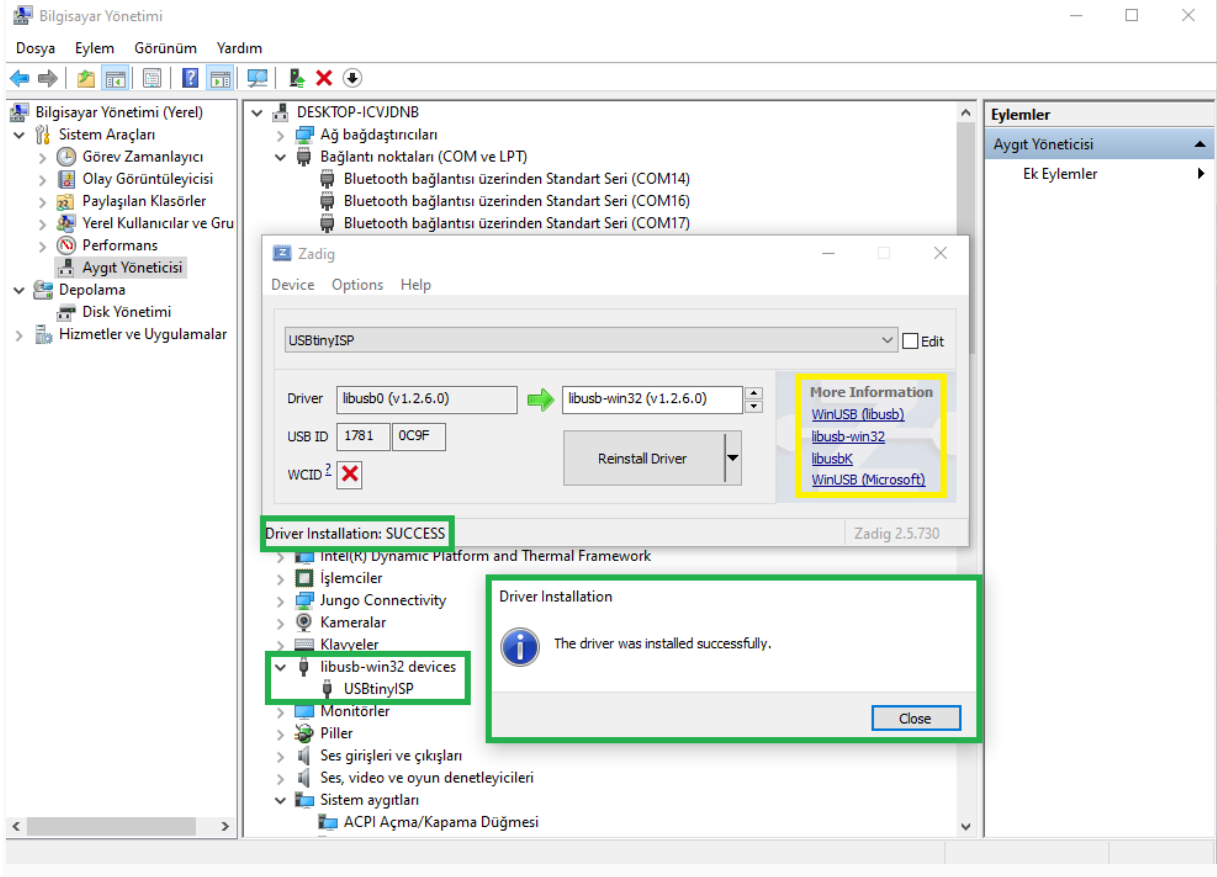 Bilgisayar Yönetimi
Dosya Eylem Görünüm Yardım
Bilgisayar Yönetimi (Yerel)
Sistem Araçları
Görev Zamanlayıcı
Olay Görüntüleyicisi
Paylaşılan Klasörler
Yerel Kullanıcılar ve Gru
Performans
Aygıt Yöneticisi
Depolama
Disk Yönetimi
Hizmetler ve Uygulamalar
DESKTOP-ICVJDNB
Ağ bağdaştırıcıları
Bağlantı noktaları (COM ve LPT)
Bluetooth bağlantısı üzerinden Standart Seri (COM14)
Bluetooth bağlantısı üzerinden Standart Seri (COM16)
Bluetooth bağlantısı üzerinden Standart Seri (COM17)
Zadig
Device Options Help
USBtinyISP
Edit
Driver libusb0 (v1.2.6.0) libusb-win32 (v1.2.6.0)
USB ID 1781 0C9F
WCID ?
Reinstall Driver
More Information
WinUSB (libusb)
libusb-win32
libusbK
WinUSB (Microsoft)
Driver Installation: SUCCESS
Zadig 2.5.730
Intel(R) Dynamic Platform and Thermal Framework
İşlemciler
Jungo Connectivity
Kameralar
Klavyeler
libusb-win32 devices
USBtinyISP
Monitörler
Piller
Ses girişleri ve çıkışları
Ses, video ve oyun denetleyicileri
Sistem aygıtları
ACPI Açma/Kapama Düğmesi
Driver Installation
The driver was installed successfully.
Close
Eylemler
Aygıt Yöneticisi
Ek Eylemler